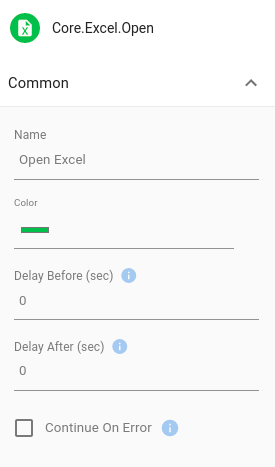 Core.Excel.Open
Common
Name
Open Excel
Color
Delay Before (sec)
0
Delay After (sec)
0
Continue On Error